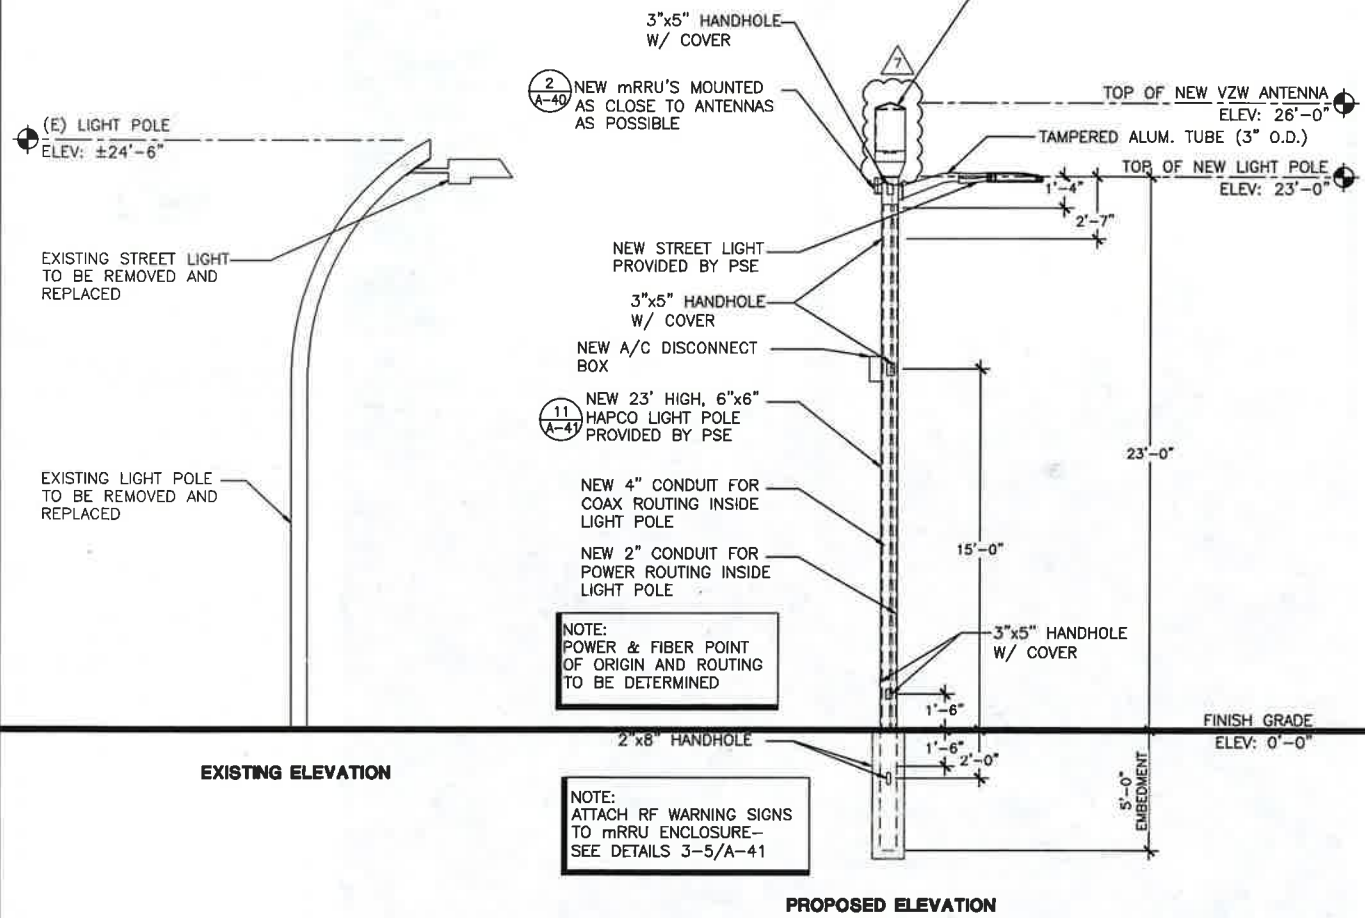 (E) LIGHT POLE
ELEV: ±24'-6"
EXISTING STREET LIGHT
TO BE REMOVED AND
REPLACED
EXISTING LIGHT POLE
TO BE REMOVED AND
REPLACED
EXISTING ELEVATION
3"x5" HANDHOLE
W/ COVER
7
2
A-40
NEW mRRU'S MOUNTED
AS CLOSE TO ANTENNAS
AS POSSIBLE
TOP OF NEW VZW ANTENNA
ELEV: 26'-0"
TAMPERED ALUM. TUBE (3" O.D.)
TOP OF NEW LIGHT POLE
ELEV: 23'-0"
1'-4"
2'-7"
NEW STREET LIGHT
PROVIDED BY PSE
3"x5" HANDHOLE
W/ COVER
NEW A/C DISCONNECT
BOX
11
A-41
NEW 23' HIGH, 6"x6"
HAPCO LIGHT POLE
PROVIDED BY PSE
23'-0"
NEW 4" CONDUIT FOR
COAX ROUTING INSIDE
LIGHT POLE
15'-0"
NEW 2" CONDUIT FOR
POWER ROUTING INSIDE
LIGHT POLE
NOTE:
POWER & FIBER POINT
OF ORIGIN AND ROUTING
TO BE DETERMINED
3"x5" HANDHOLE
W/ COVER
1'-6"
FINISH GRADE
ELEV: 0'-0"
2"x8" HANDHOLE
1'-6"
2'-0"
5'-0"
EMBEDMENT
NOTE:
ATTACH RF WARNING SIGNS
TO mRRU ENCLOSURE-
SEE DETAILS 3-5/A-41
PROPOSED ELEVATION